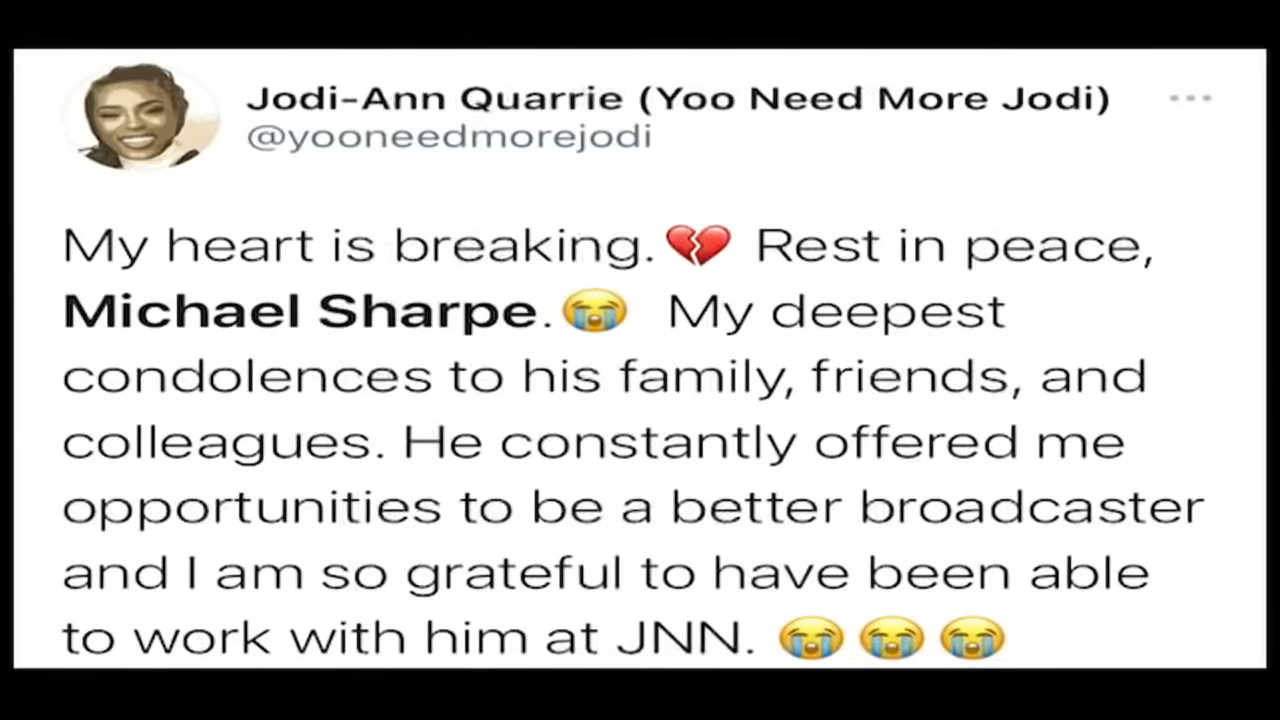 Jodi-Ann Quarrie (Yoo Need More Jodi)
@yooneedmorejodi
My heart is breaking.💔 Rest in peace,
Michael Sharpe.😭 My deepest
condolences to his family, friends, and
colleagues. He constantly offered me
opportunities to be a better broadcaster
and I am so grateful to have been able
to work with him at JNN. 😭😭😭